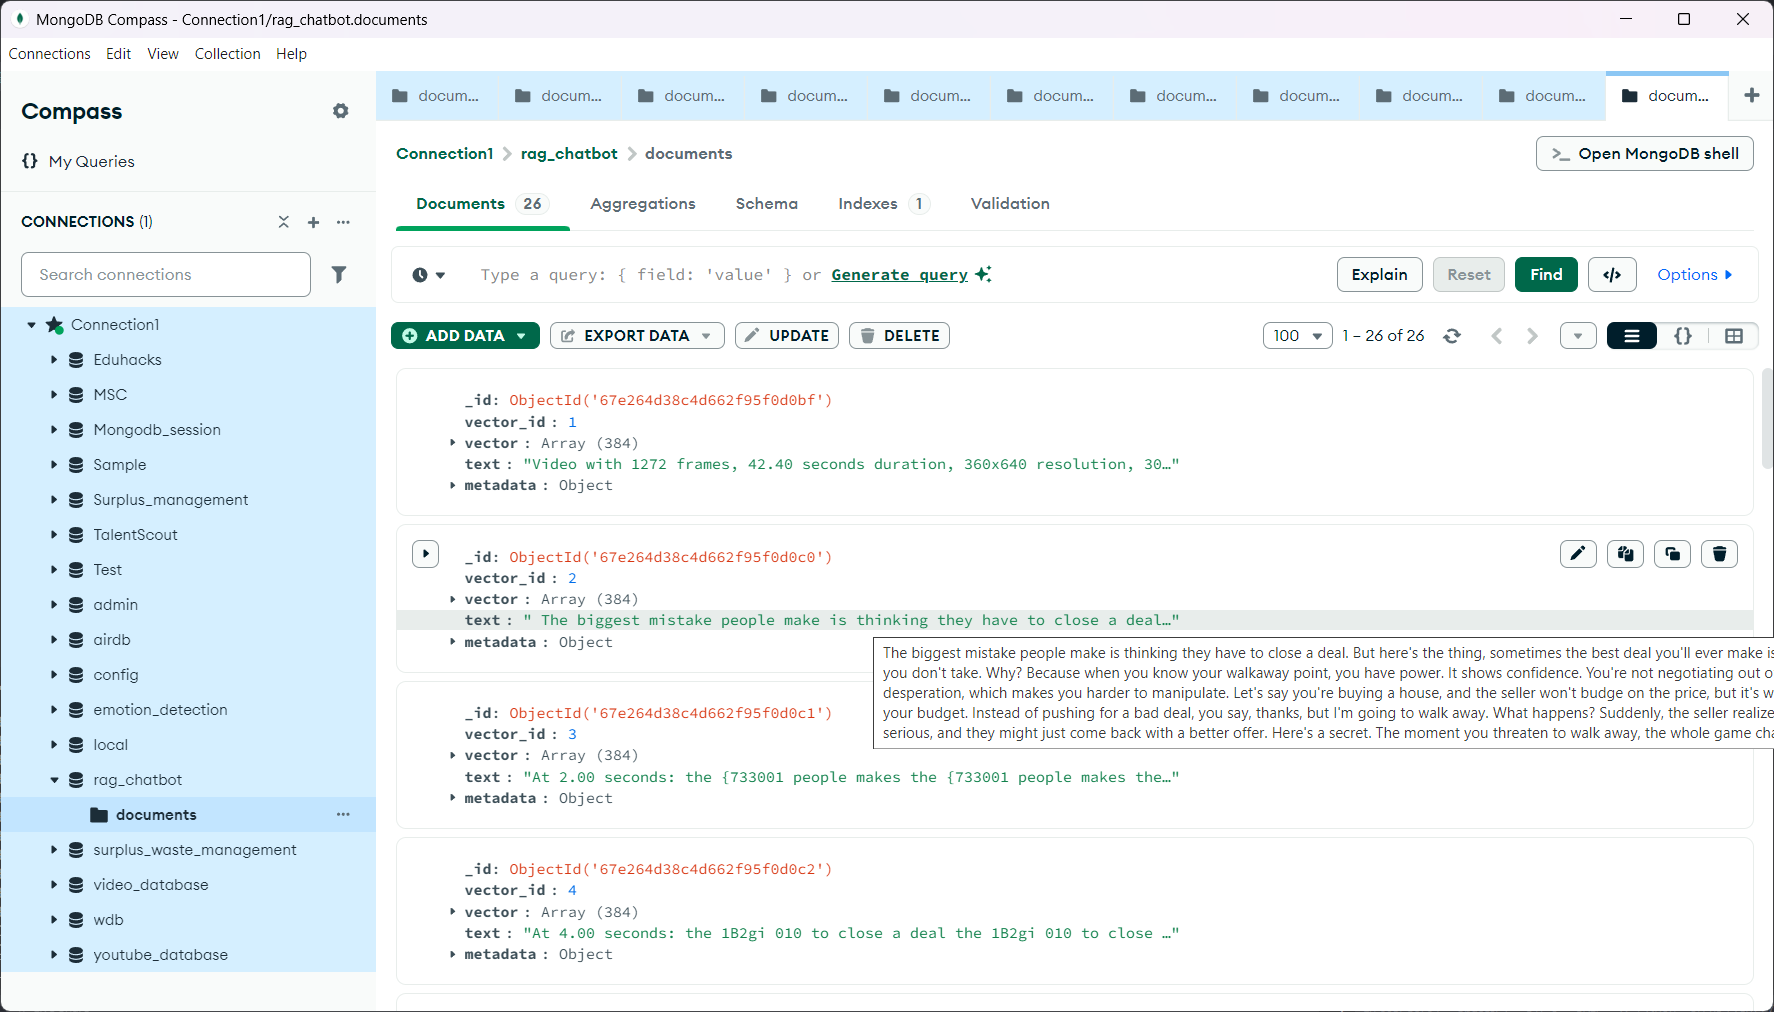 MongoDB Compass - Connection1/rag_chatbot.documents
Connections Edit View Collection Help
Compass
{} My Queries
CONNECTIONS (1)
Search connections
Connection1
Eduhacks
MSC
Mongodb_session
Sample
Surplus_management
TalentScout
Test
admin
airdb
config
emotion_detection
local
rag_chatbot
documents
surplus_waste_management
video_database
wdb
youtube_database
docum... docum... docum... docum... docum... docum... docum... docum... docum... docum... docum...
Connection1 > rag_chatbot > documents
>_ Open MongoDB shell
Documents 26 Aggregations Schema Indexes 1 Validation
Type a query: { field: 'value' } or Generate query
Explain Reset Find </> Options
ADD DATA EXPORT DATA UPDATE DELETE
100 1 – 26 of 26 {}
_id: ObjectId('67e264d38c4d662f95f0d0bf')
vector_id : 1
vector : Array (384)
text : "Video with 1272 frames, 42.40 seconds duration, 360x640 resolution, 30…"
metadata : Object
_id: ObjectId('67e264d38c4d662f95f0d0c0')
vector_id : 2
vector : Array (384)
text : " The biggest mistake people make is thinking they have to close a deal…"
metadata : Object
The biggest mistake people make is thinking they have to close a deal. But here's the thing, sometimes the best deal you'll ever make is
you don't take. Why? Because when you know your walkaway point, you have power. It shows confidence. You're not negotiating out o
desperation, which makes you harder to manipulate. Let's say you're buying a house, and the seller won't budge on the price, but it's w
your budget. Instead of pushing for a bad deal, you say, thanks, but I'm going to walk away. What happens? Suddenly, the seller realize
serious, and they might just come back with a better offer. Here's a secret. The moment you threaten to walk away, the whole game cha
_id: ObjectId('67e264d38c4d662f95f0d0c1')
vector_id : 3
vector : Array (384)
text : "At 2.00 seconds: the {733001 people makes the {733001 people makes the…"
metadata : Object
_id: ObjectId('67e264d38c4d662f95f0d0c2')
vector_id : 4
vector : Array (384)
text : "At 4.00 seconds: the 1B2gi 010 to close a deal the 1B2gi 010 to close …"
metadata : Object